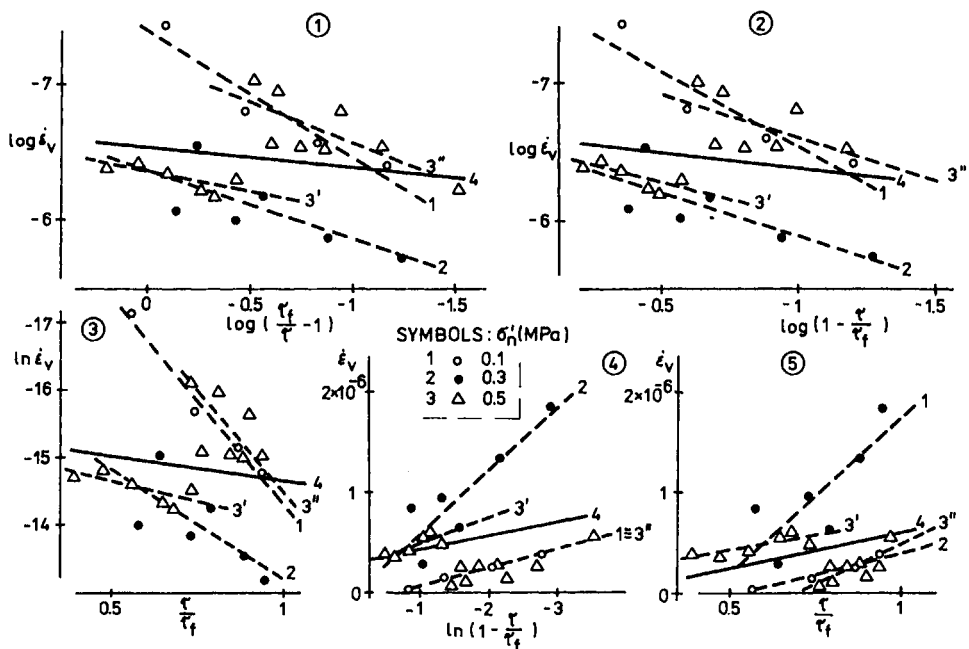 ① ②
-7 -7
log ε̇v log ε̇v
-6 -6
3" 4 1 3' 2
3" 4 1 3' 2
0 -0.5 -1 -1.5
-0.5 -1 -1.5
log (τf/τ -1)
log (1- τ/τf)
③ ④ ⑤
SYMBOLS: σ'n (MPa)
1 ○ 0.1
2 ● 0.3
3 △ 0.5
-17
ln ε̇v
-16
-15
-14
4 3" 1 3' 2
0.5 1
τ/τf
ε̇v
2×10⁻⁶
1
0
2 3' 4 1≅3"
-1 -2 -3
ln (1- τ/τf)
ε̇v
2×10⁻⁶
1
0
1 3' 4 3" 2
0.5 1
τ/τf